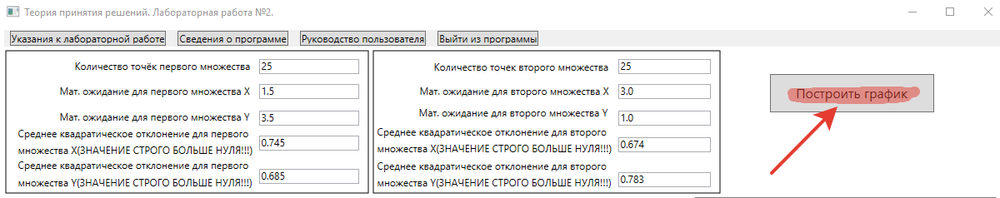 Теория принятия решений. Лабораторная работа №2.
Указания к лабораторной работе Сведения о программе Руководство пользователя Выйти из программы
Количество точёк первого множества 25
Мат. ожидание для первого множества X 1.5
Мат. ожидание для первого множества Y 3.5
Среднее квадратическое отклонение для первого
множества X(ЗНАЧЕНИЕ СТРОГО БОЛЬШЕ НУЛЯ!!!) 0.745
Среднее квадратическое отклонение для первого
множества Y(ЗНАЧЕНИЕ СТРОГО БОЛЬШЕ НУЛЯ!!!) 0.685
Количество точек второго множества 25
Мат. ожидание для второго множества X 3.0
Мат. ожидание для второго множества Y 1.0
Среднее квадратическое отклонение для второго
множества X(ЗНАЧЕНИЕ СТРОГО БОЛЬШЕ НУЛЯ!!!) 0.674
Среднее квадратическое отклонение для второго
множества Y(ЗНАЧЕНИЕ СТРОГО БОЛЬШЕ НУЛЯ!!!) 0.783
Построить график